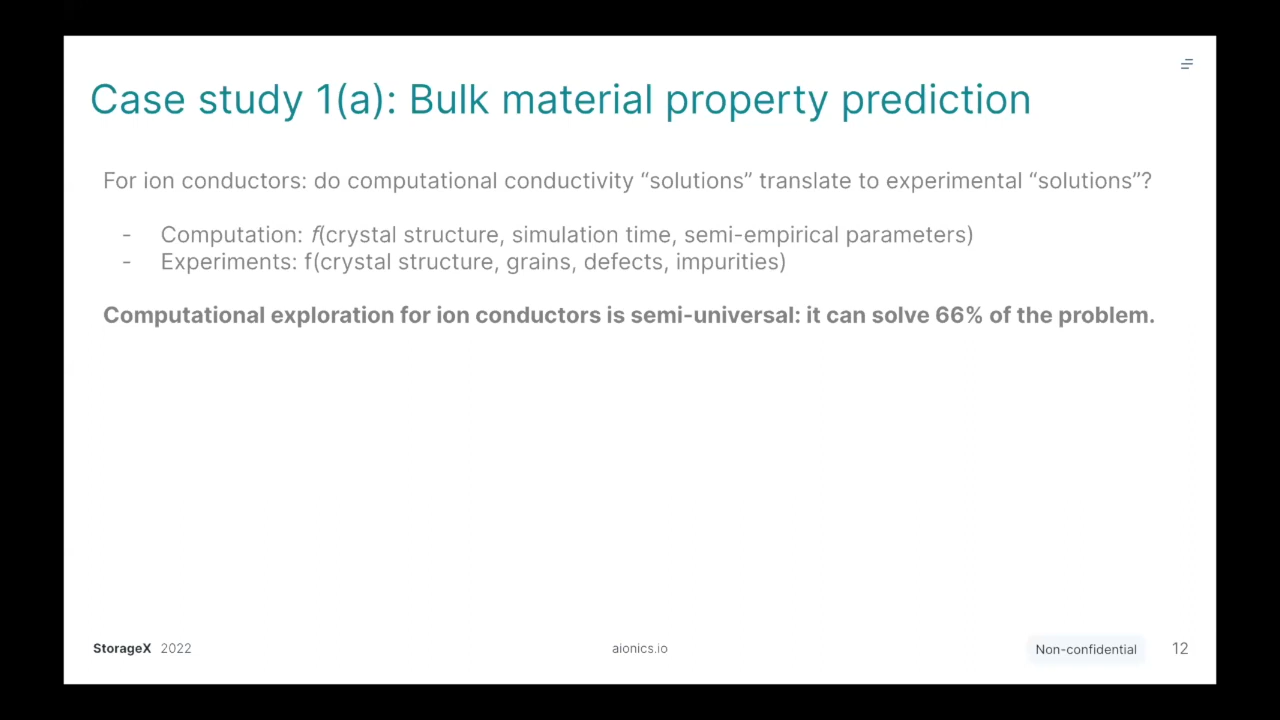 Case study 1(a): Bulk material property prediction
For ion conductors: do computational conductivity “solutions” translate to experimental “solutions”?
- Computation: f(crystal structure, simulation time, semi-empirical parameters)
- Experiments: f(crystal structure, grains, defects, impurities)
Computational exploration for ion conductors is semi-universal: it can solve 66% of the problem.
StorageX 2022
aionics.io
Non-confidential
12